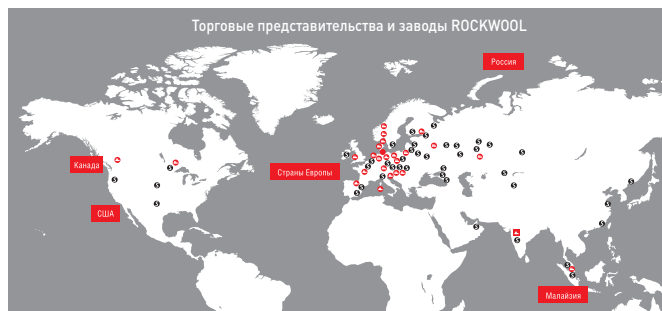 Торговые представительства и заводы ROCKWOOL
Россия
Канада
Страны Европы
США
Малайзия